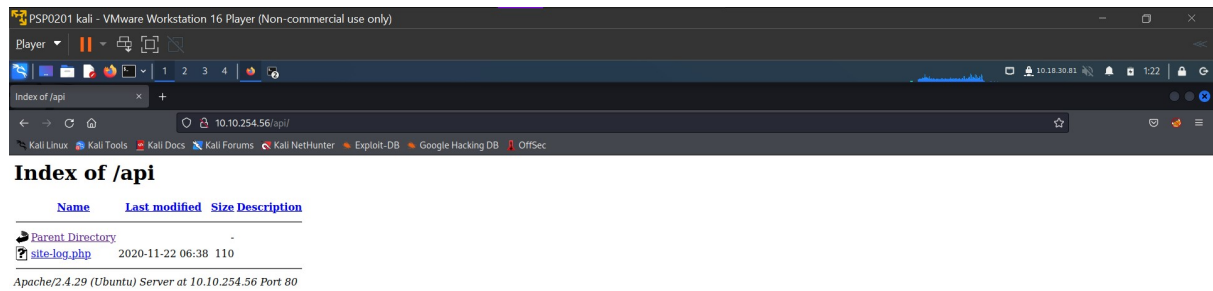 PSP0201 kali - VMware Workstation 16 Player (Non-commercial use only)
Player
1 2 3 4 10.18.30.81 1:22
Index of /api
10.10.254.56/api/
Kali Linux Kali Tools Kali Docs Kali Forums Kali NetHunter Exploit-DB Google Hacking DB OffSec
Index of /api
Name Last modified Size Description
Parent Directory -
site-log.php 2020-11-22 06:38 110
Apache/2.4.29 (Ubuntu) Server at 10.10.254.56 Port 80